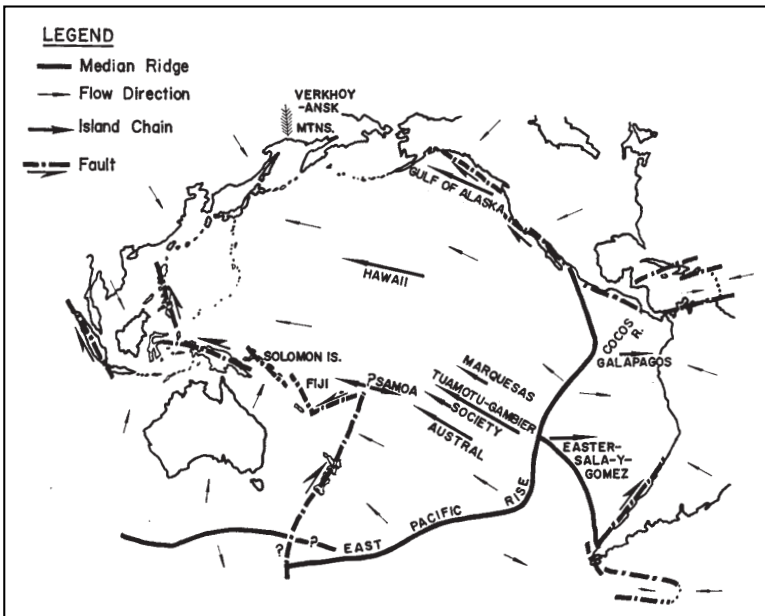 LEGEND
Median Ridge
Flow Direction
Island Chain
Fault
VERKHOY
-ANSK
MTNS.
GULF OF ALASKA
HAWAII
COCOS
R.
GALAPAGOS
SOLOMON IS.
FIJI
?
SAMOA
MARQUESAS
TUAMOTU-GAMBIER
SOCIETY
AUSTRAL
EASTER-
SALA-Y-
GOMEZ
EAST PACIFIC RISE
?
?